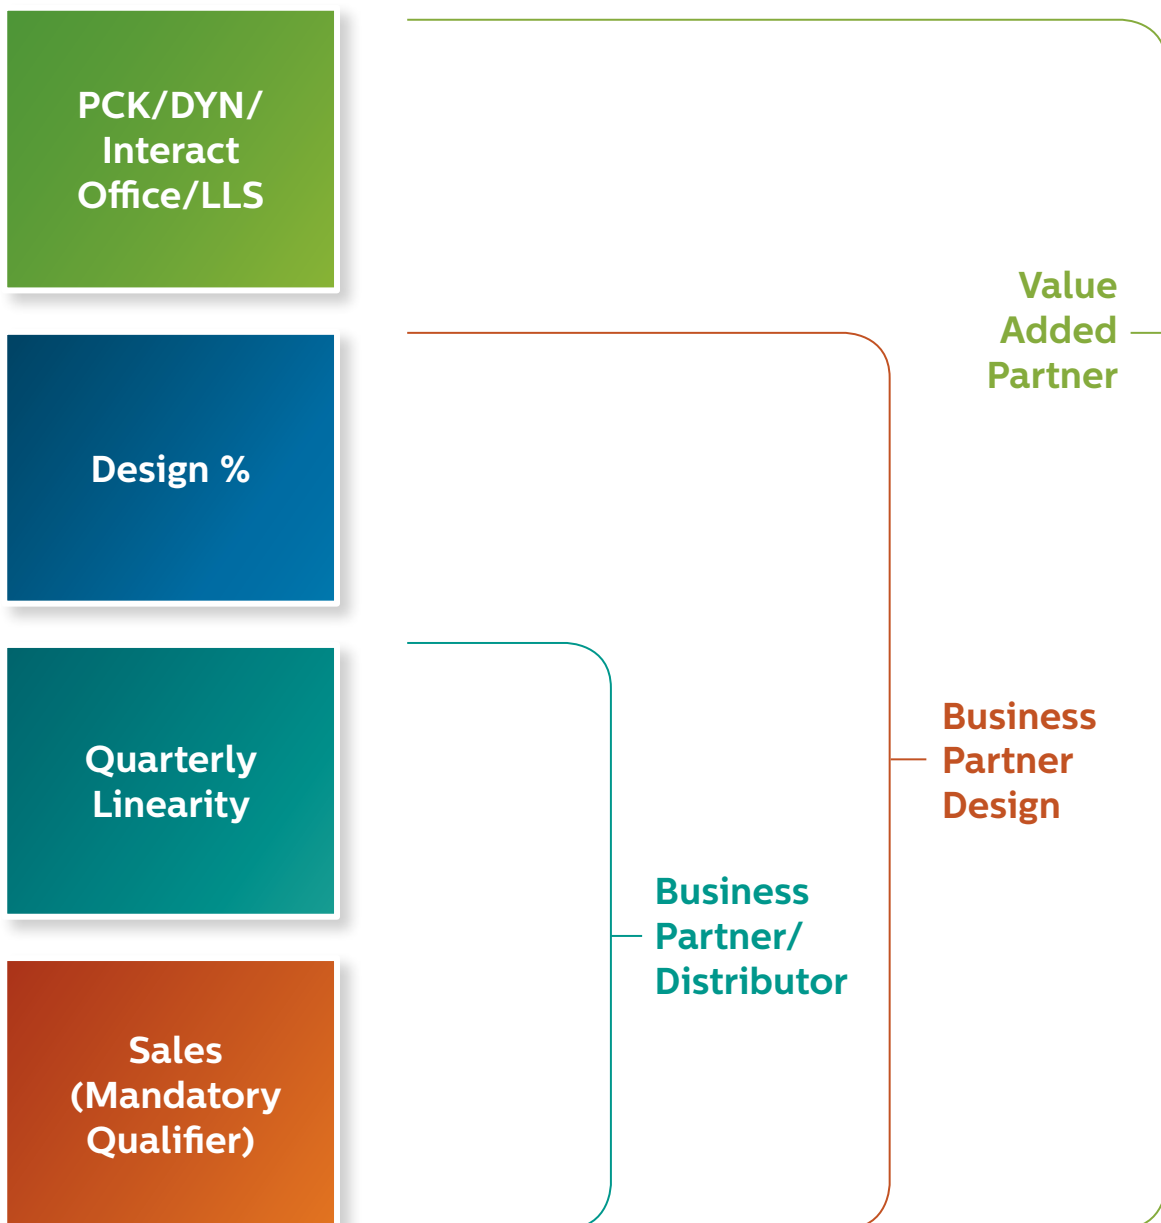 PCK/DYN/
Interact
Office/LLS
Value
Added
Partner
Design %
Quarterly
Linearity
Business
Partner
Design
Business
Partner/
Distributor
Sales
(Mandatory
Qualifier)